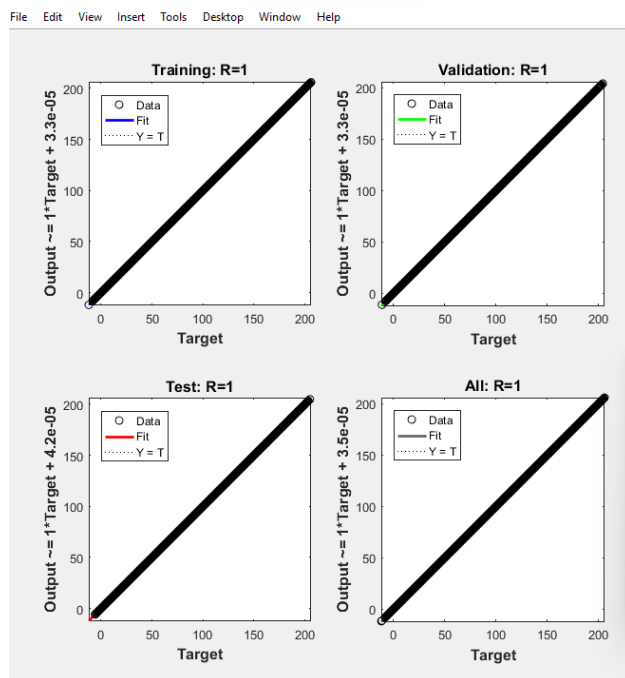 File Edit View Insert Tools Desktop Window Help
Training: R=1
Output ~= 1*Target + 3.3e-05
200
150
100
50
0
Data
Fit
Y = T
0 50 100 150 200
Target
Validation: R=1
Output ~= 1*Target + 3.3e-05
200
150
100
50
0
Data
Fit
Y = T
0 50 100 150 200
Target
Test: R=1
Output ~= 1*Target + 4.2e-05
200
150
100
50
0
Data
Fit
Y = T
0 50 100 150 200
Target
All: R=1
Output ~= 1*Target + 3.5e-05
200
150
100
50
0
Data
Fit
Y = T
0 50 100 150 200
Target